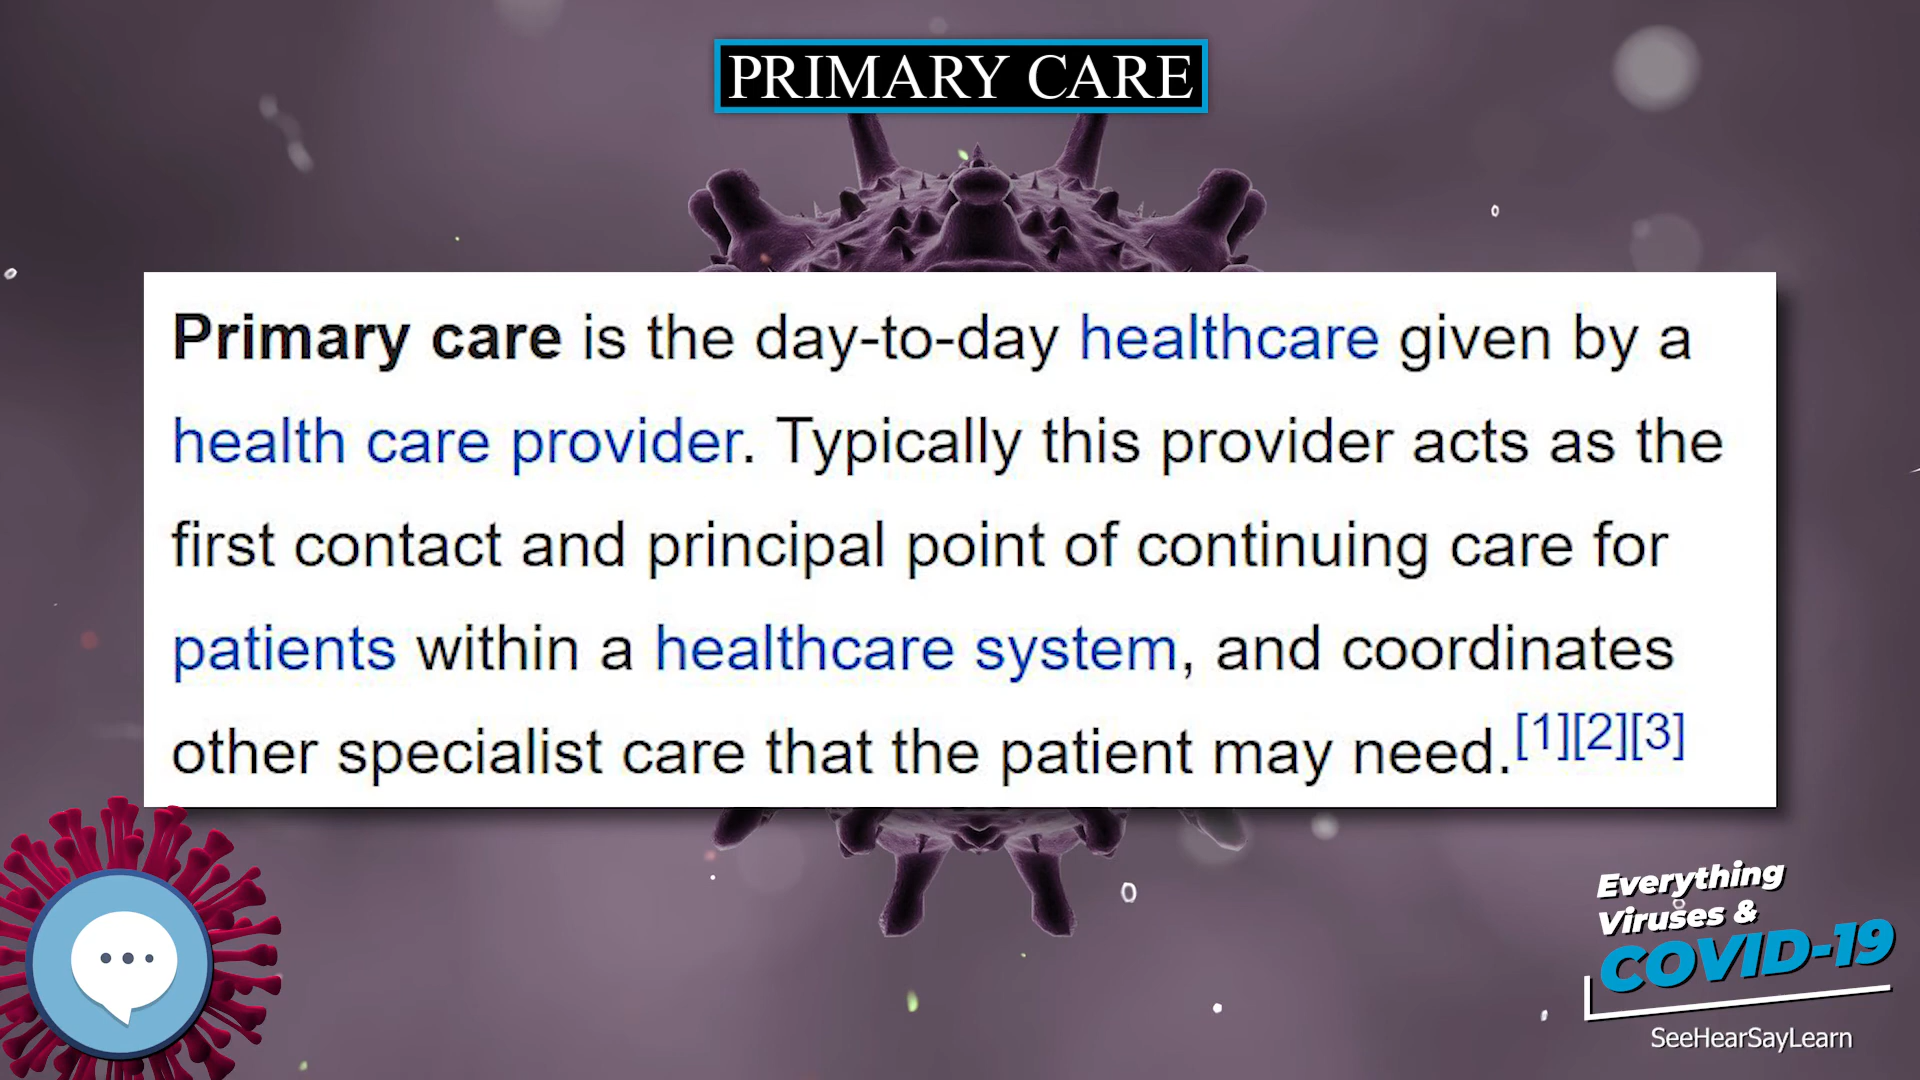 PRIMARY CARE
Primary care is the day-to-day healthcare given by a
health care provider. Typically this provider acts as the
first contact and principal point of continuing care for
patients within a healthcare system, and coordinates
other specialist care that the patient may need.[1][2][3]
Everything
Viruses &
COVID-19
SeeHearSayLearn